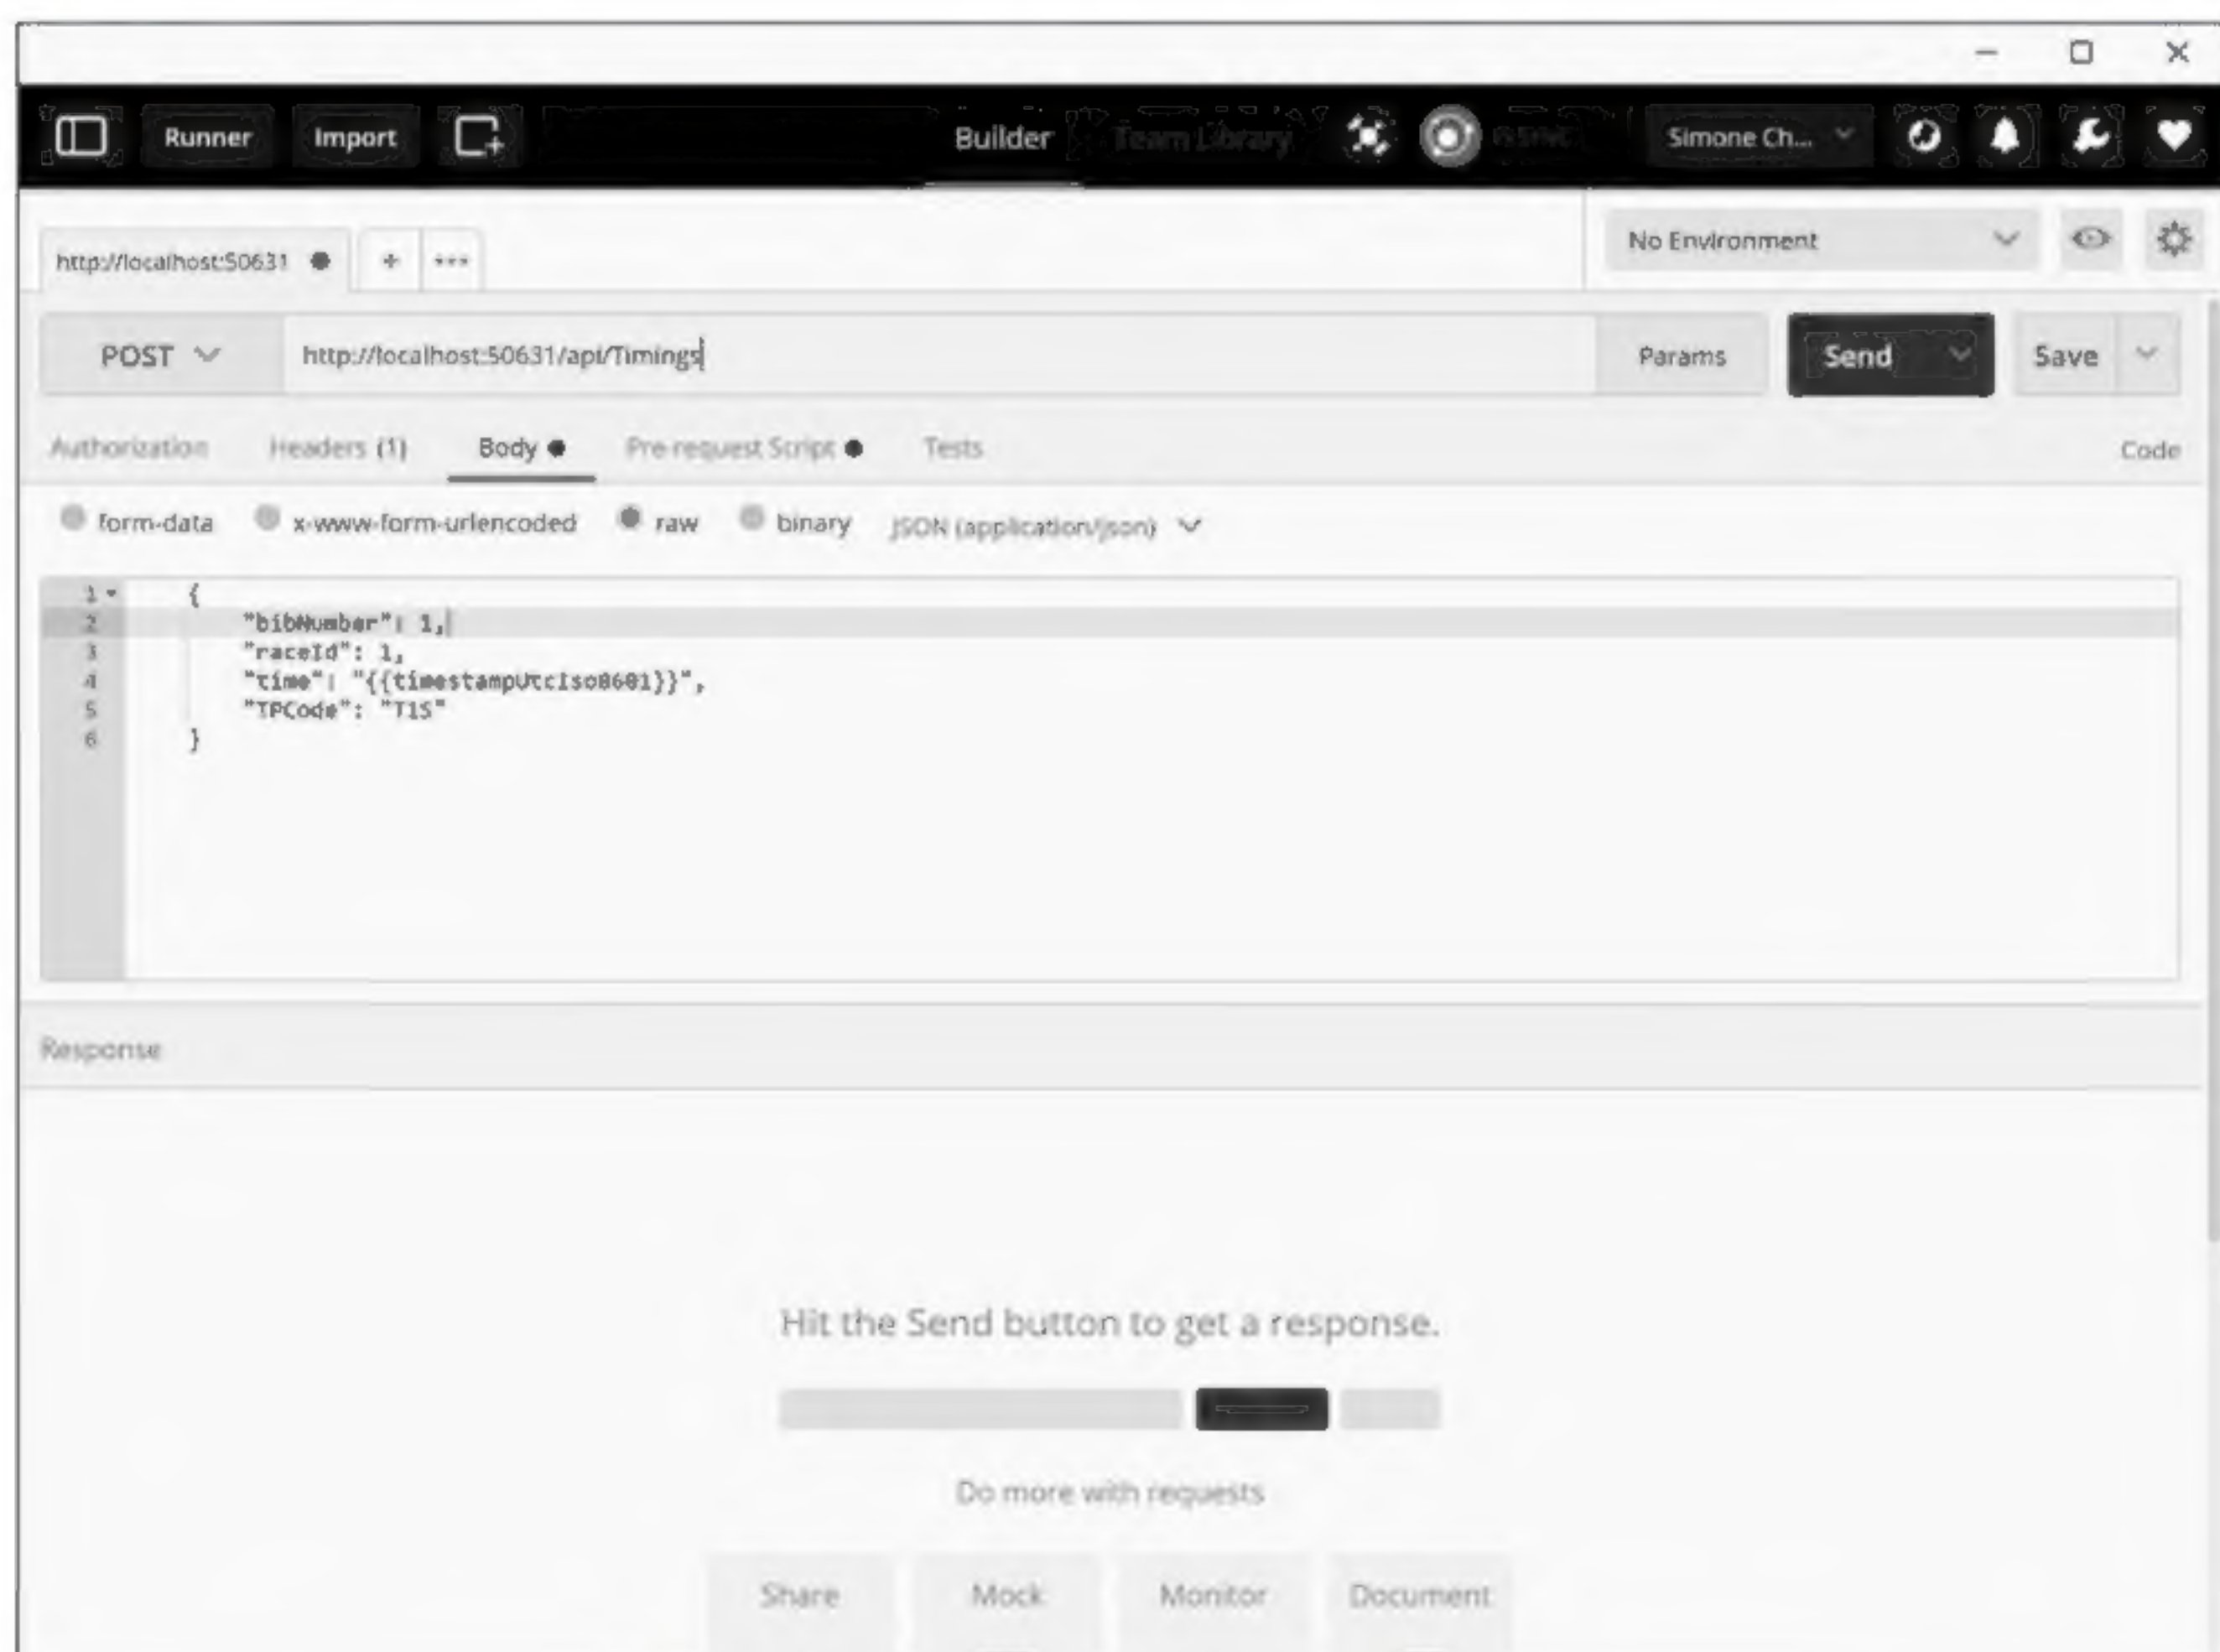 Runner Import Builder Team Library Simone Ch...
http://localhost:50631 + ••• No Environment
POST http://localhost:50631/api/Timings Params Send Save
Authorization Headers (1) Body Pre-request Script Tests Code
form-data x-www-form-urlencoded raw binary JSON (application/json)
1 {
2 "bibNumber": 1,
3 "raceId": 1,
4 "time": "{{timestampUtcIso8601}}",
5 "TPCode": "T1S"
6 }
Response
Hit the Send button to get a response.
Do more with requests
Share Mock Monitor Document